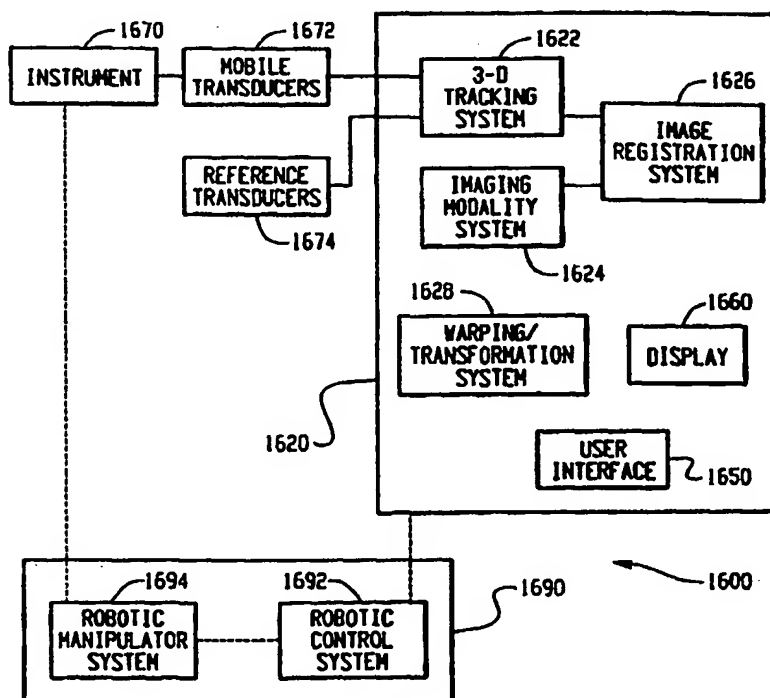 1670
INSTRUMENT
1672
MOBILE
TRANSDUCERS
REFERENCE
TRANSDUCERS
1674
1622
3-D
TRACKING
SYSTEM
1626
IMAGE
REGISTRATION
SYSTEM
IMAGING
MODALITY
SYSTEM
1624
1628
WARPING/
TRANSFORMATION
SYSTEM
1660
DISPLAY
1620
USER
INTERFACE
1650
1694
ROBOTIC
MANIPULATOR
SYSTEM
1692
ROBOTIC
CONTROL
SYSTEM
1690
1600